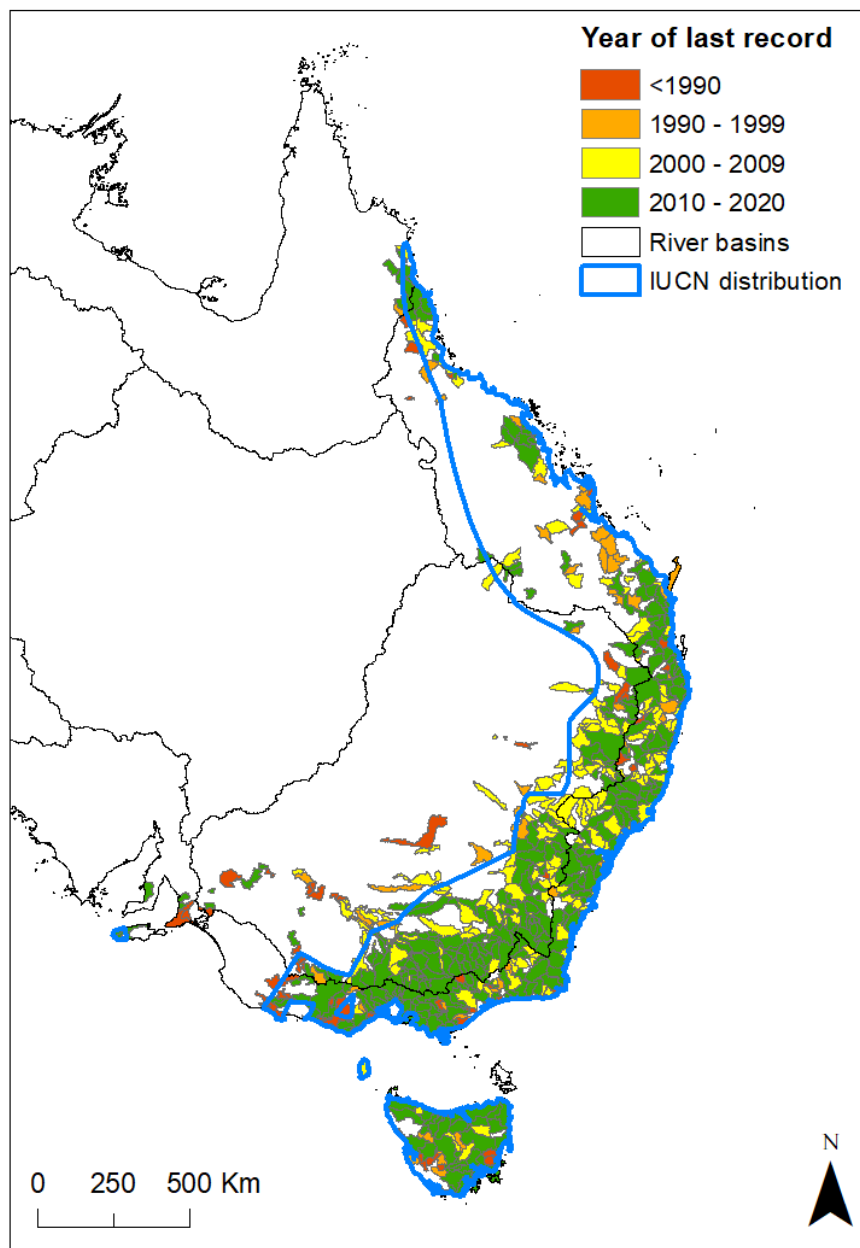 Year of last record
<1990
1990 - 1999
2000 - 2009
2010 - 2020
River basins
IUCN distribution
N
0 250 500 Km